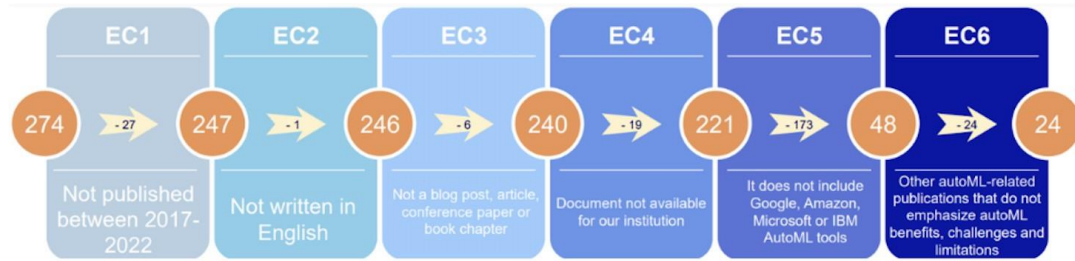 EC1
EC2
EC3
EC4
EC5
EC6
274
- 27
247
- 1
246
- 6
240
- 19
221
- 173
48
- 24
24
Not published
between 2017-
2022
Not written in
English
Not a blog post, article,
conference paper or
book chapter
Document not available
for our institution
It does not include
Google, Amazon,
Microsoft or IBM
AutoML tools
Other autoML-related
publications that do not
emphasize autoML
benefits, challenges and
limitations